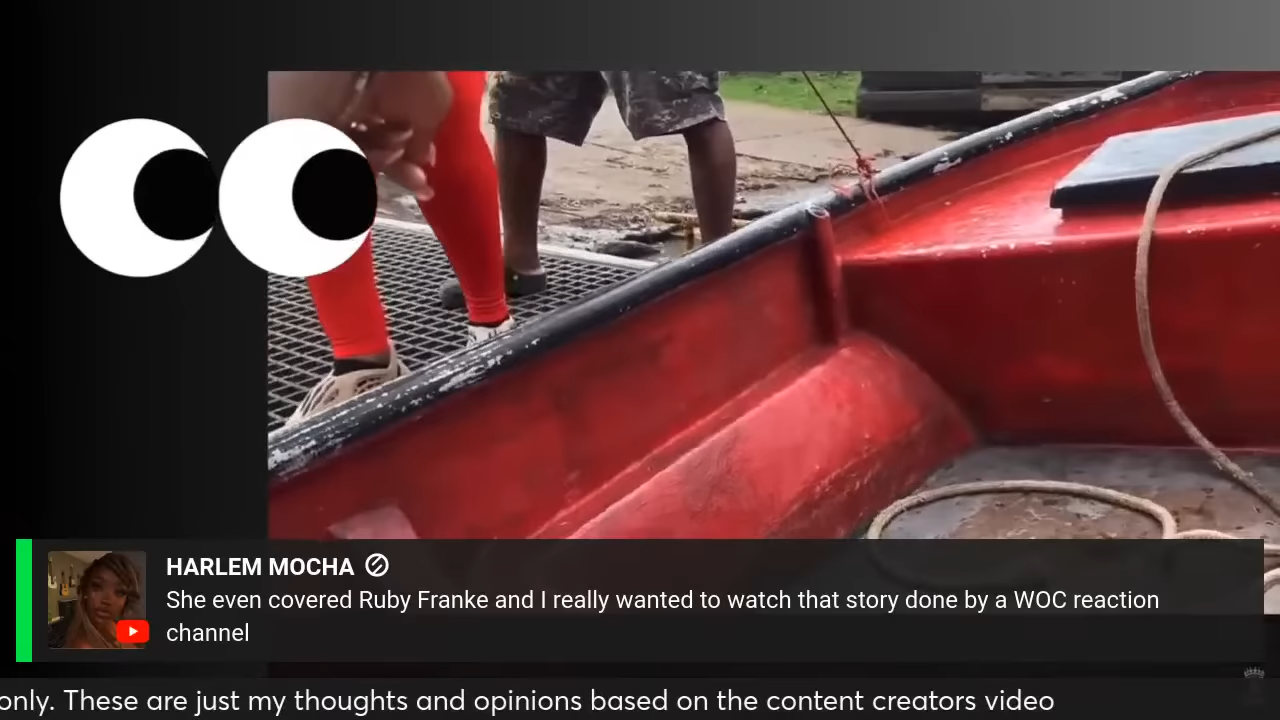 HARLEM MOCHA
She even covered Ruby Franke and I really wanted to watch that story done by a WOC reaction
channel
only. These are just my thoughts and opinions based on the content creators video